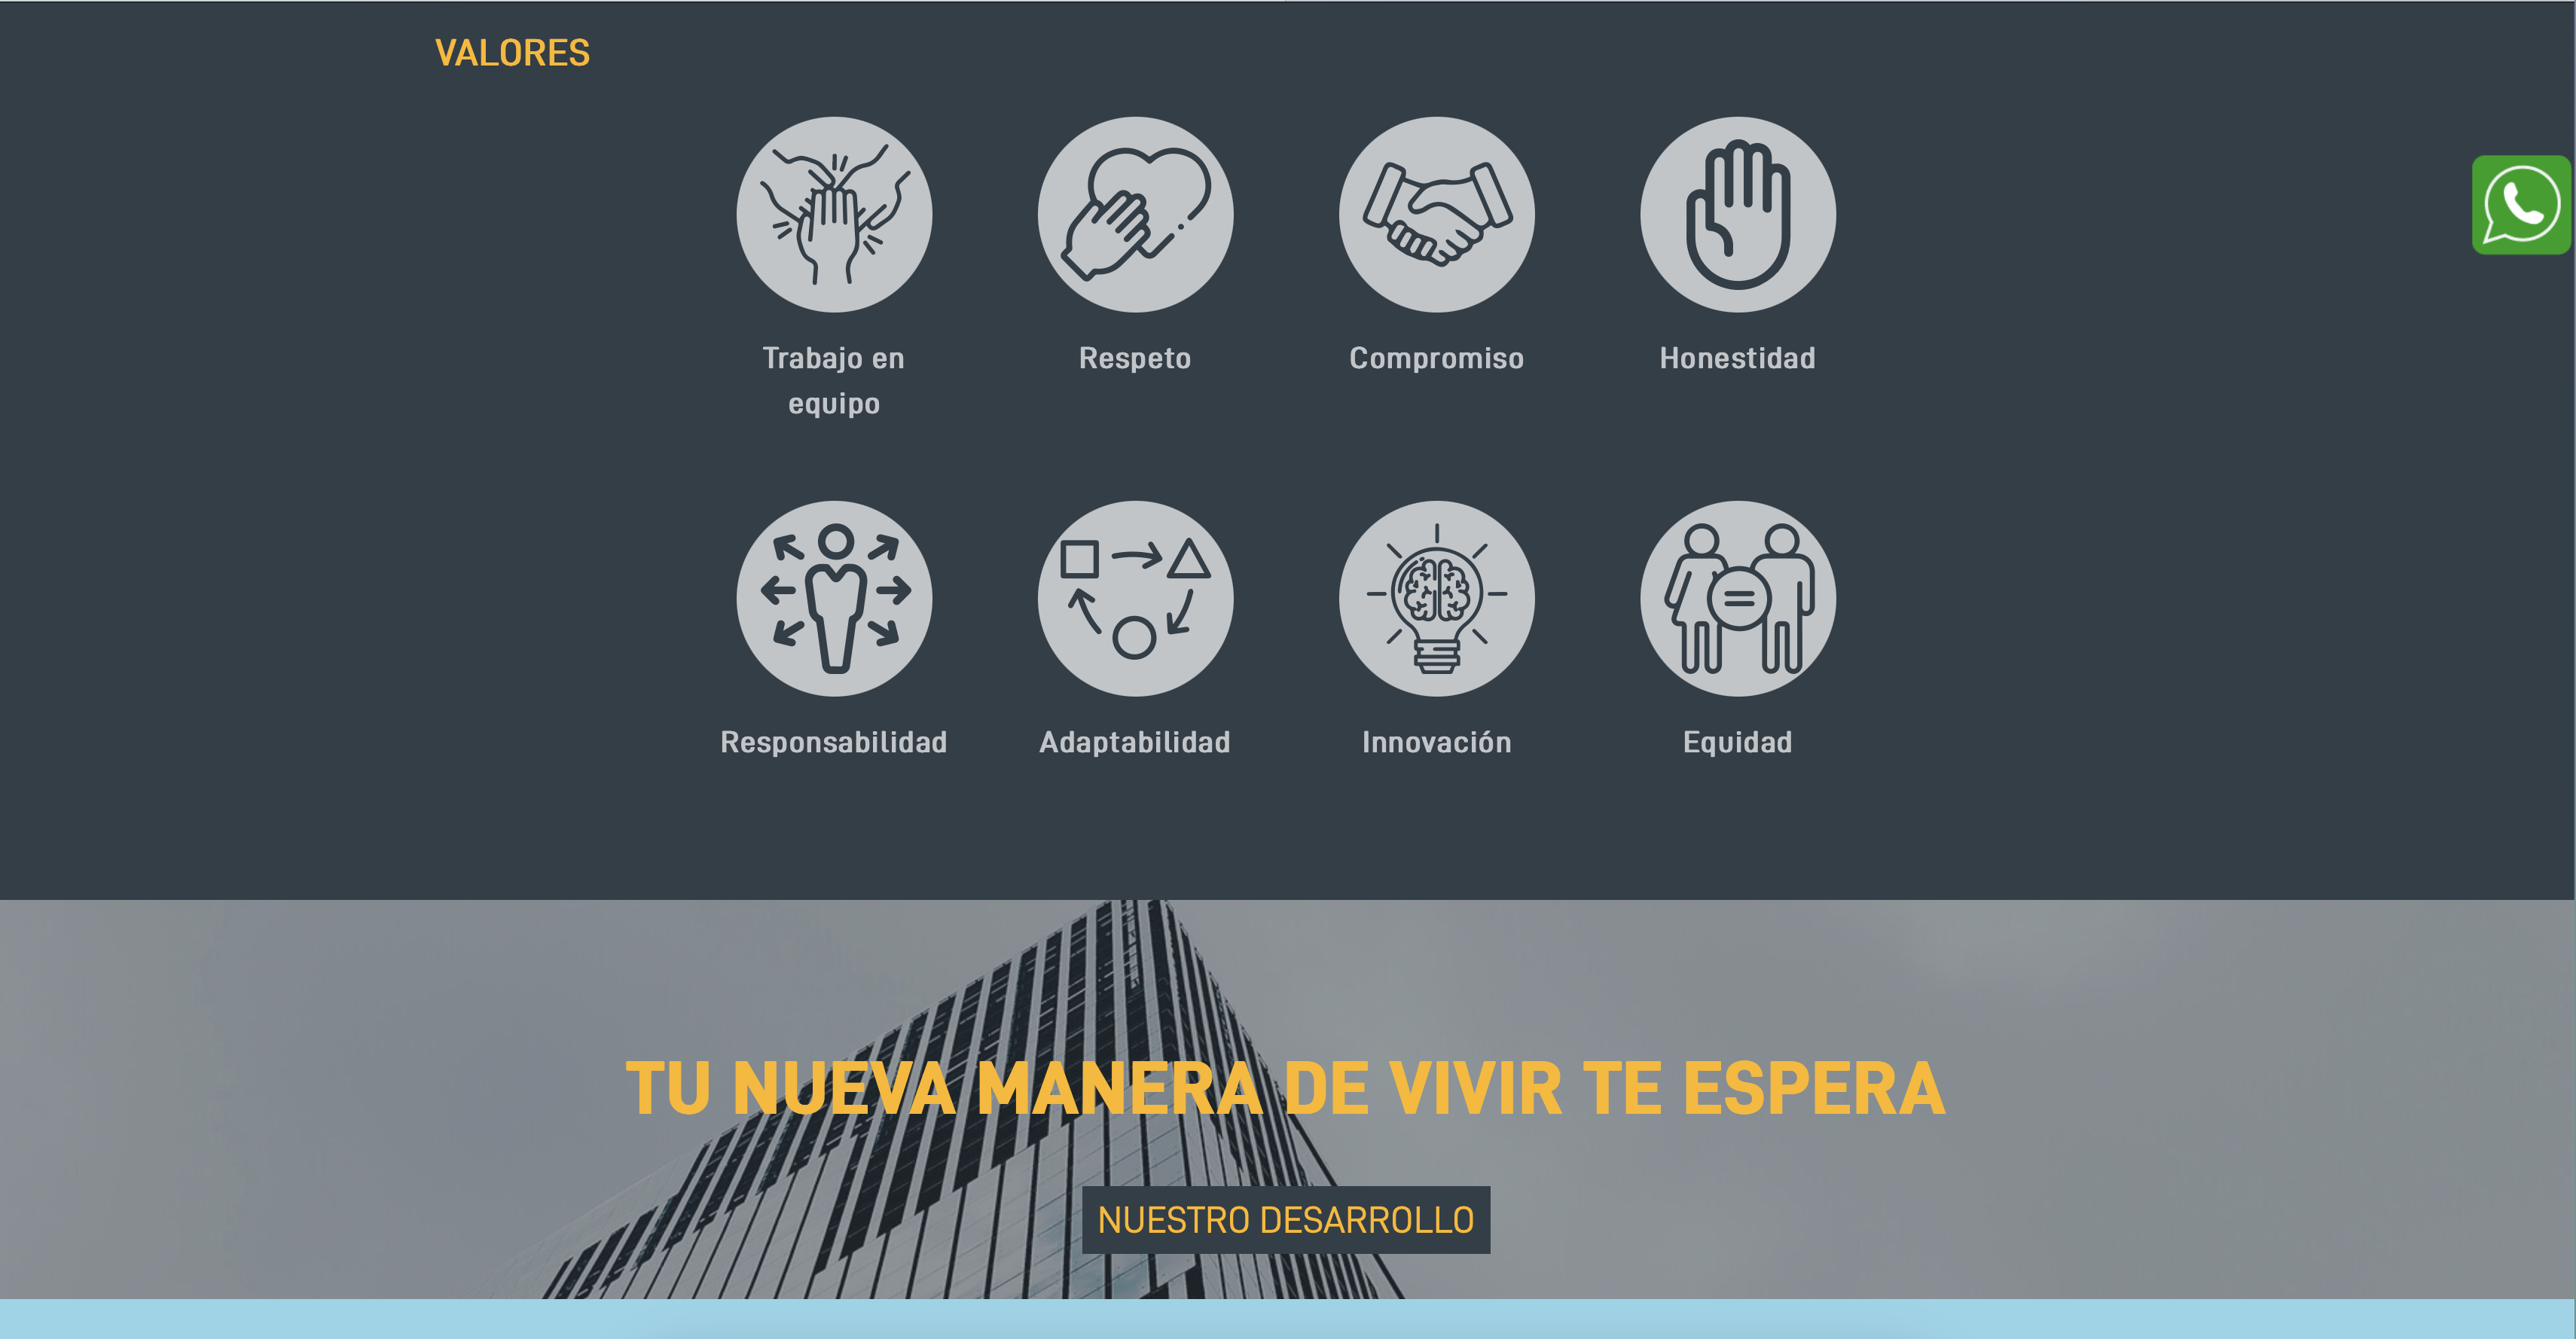 VALORES
Trabajo en
equipo
Respeto
Compromiso
Honestidad
Responsabilidad
Adaptabilidad
Innovación
Equidad
TU NUEVA MANERA DE VIVIR TE ESPERA
NUESTRO DESARROLLO